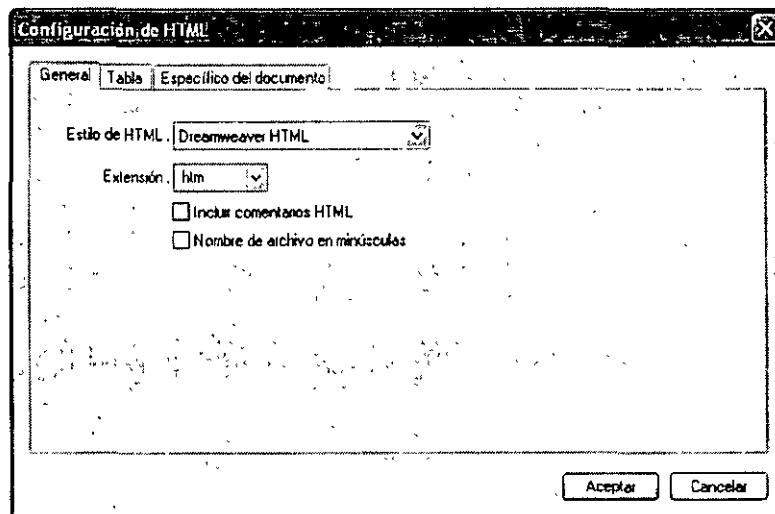 Configuración de HTML
General Tabla Específico del documento
Estilo de HTML. Dreamweaver HTML
Extensión. htm
Incluir comentarios HTML
Nombre de archivo en minúsculas
Aceptar Cancelar